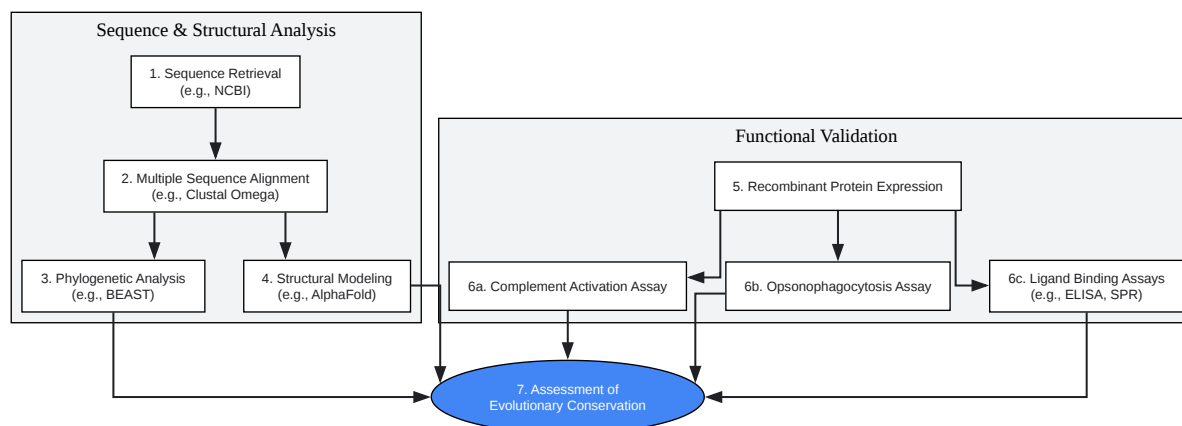 Sequence & Structural Analysis
1. Sequence Retrieval
(e.g., NCBI)
2. Multiple Sequence Alignment
(e.g., Clustal Omega)
3. Phylogenetic Analysis
(e.g., BEAST)
4. Structural Modeling
(e.g., AlphaFold)
Functional Validation
5. Recombinant Protein Expression
6a. Complement Activation Assay
6b. Opsonophagocytosis Assay
6c. Ligand Binding Assays
(e.g., ELISA, SPR)
7. Assessment of
Evolutionary Conservation